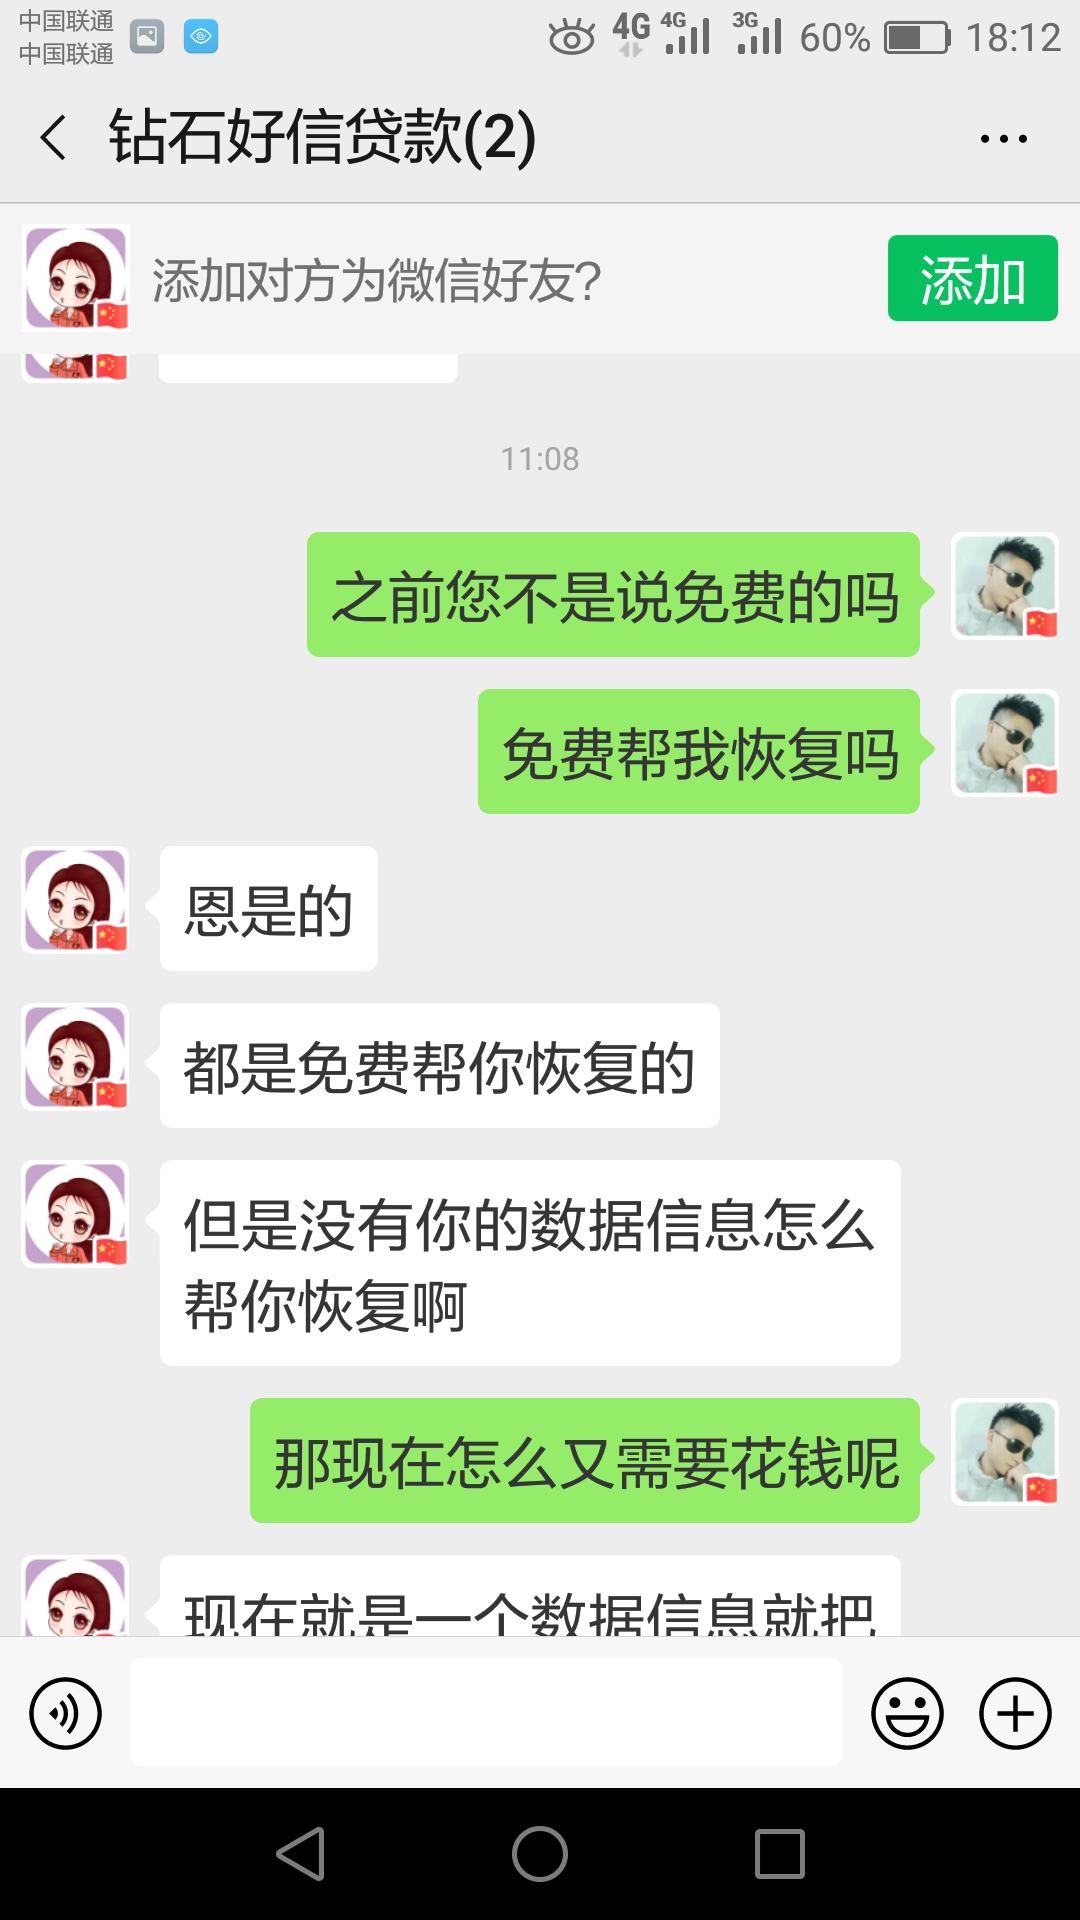 中国联通
中国联通
4G 4G 3G 60% 18:12
钻石好信贷款(2)
添加对方为微信好友?
添加
11:08
之前您不是说免费的吗
免费帮我恢复吗
恩是的
都是免费帮你恢复的
但是没有你的数据信息怎么
帮你恢复啊
那现在怎么又需要花钱呢
现在就是一个数据信息就把